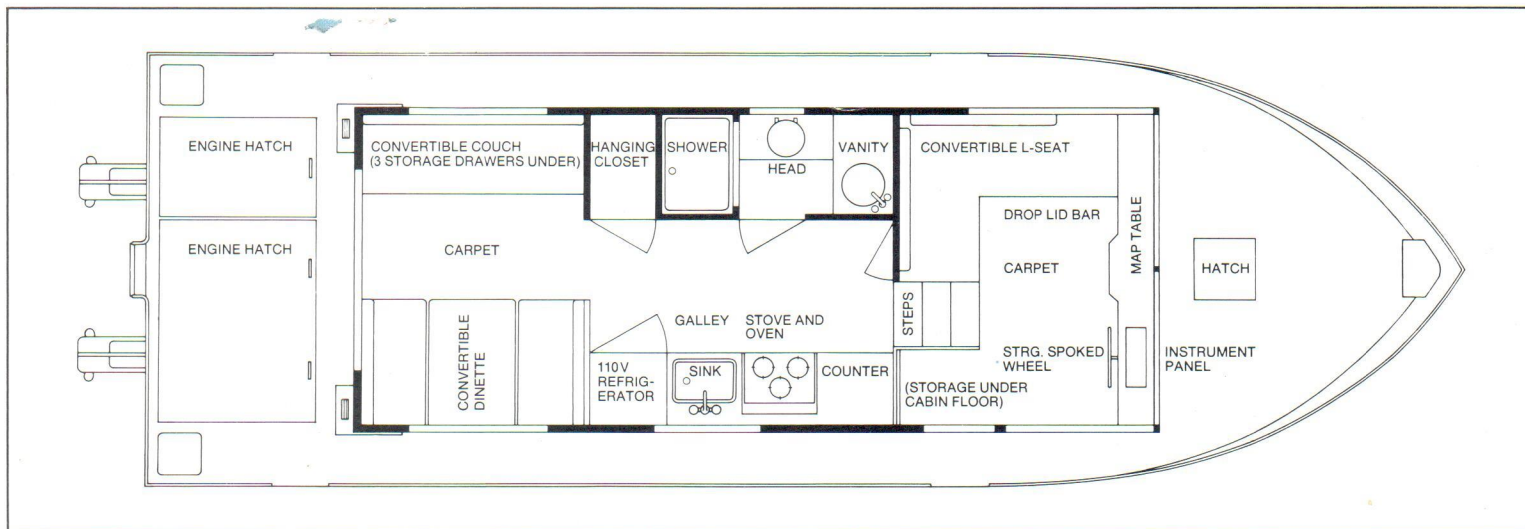 ENGINE HATCH
CONVERTIBLE COUCH
(3 STORAGE DRAWERS UNDER)
HANGING
CLOSET
SHOWER
HEAD
VANITY
CONVERTIBLE L-SEAT
DROP LID BAR
MAP TABLE
ENGINE HATCH
CARPET
CARPET
HATCH
CONVERTIBLE
DINETTE
GALLEY
STOVE AND
OVEN
STEPS
110V
REFRIG-
ERATOR
SINK
COUNTER
STRG. SPOKED
WHEEL
INSTRUMENT
PANEL
(STORAGE UNDER
CABIN FLOOR)